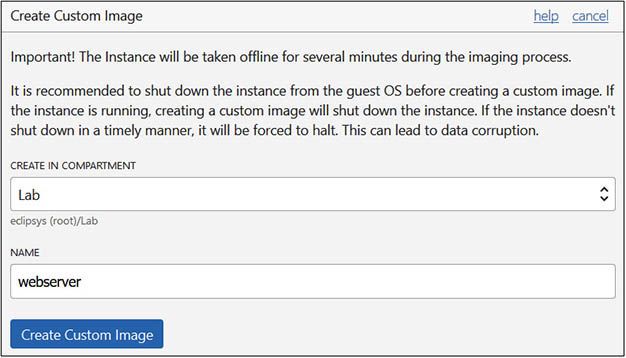 Create Custom Image help cancel
Important! The Instance will be taken offline for several minutes during the imaging process.
It is recommended to shut down the instance from the guest OS before creating a custom image. If
the instance is running, creating a custom image will shut down the instance. If the instance doesn't
shut down in a timely manner, it will be forced to halt. This can lead to data corruption.
CREATE IN COMPARTMENT
Lab
eclipsys (root)/Lab
NAME
webserver
Create Custom Image